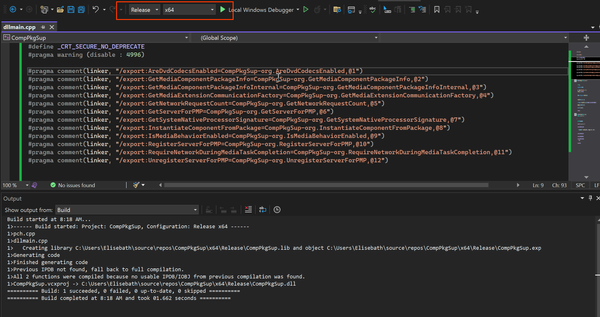 Release x64 Local Windows Debugger
dllmain.cpp
CompPkgSup (Global Scope)
#define _CRT_SECURE_NO_DEPRECATE
#pragma warning (disable : 4996)
#pragma comment(linker, "/export:AreDvdCodecsEnabled=CompPkgSup-org.AreDvdCodecsEnabled,@1")
#pragma comment(linker, "/export:GetMediaComponentPackageInfo=CompPkgSup-org.GetMediaComponentPackageInfo,@2")
#pragma comment(linker, "/export:GetMediaComponentPackageInfoInternal=CompPkgSup-org.GetMediaComponentPackageInfoInternal,@3")
#pragma comment(linker, "/export:GetMediaExtensionCommunicationFactory=CompPkgSup-org.GetMediaExtensionCommunicationFactory,@4")
#pragma comment(linker, "/export:GetNetworkRequestCount=CompPkgSup-org.GetNetworkRequestCount,@5")
#pragma comment(linker, "/export:GetServerForPMP=CompPkgSup-org.GetServerForPMP,@6")
#pragma comment(linker, "/export:GetSystemNativeProcessorSignature=CompPkgSup-org.GetSystemNativeProcessorSignature,@7")
#pragma comment(linker, "/export:InstantiateComponentFromPackage=CompPkgSup-org.InstantiateComponentFromPackage,@8")
#pragma comment(linker, "/export:IsMediaBehaviorEnabled=CompPkgSup-org.IsMediaBehaviorEnabled,@9")
#pragma comment(linker, "/export:RegisterServerForPMP=CompPkgSup-org.RegisterServerForPMP,@10")
#pragma comment(linker, "/export:RequireNetworkDuringMediaTaskCompletion=CompPkgSup-org.RequireNetworkDuringMediaTaskCompletion,@11")
#pragma comment(linker, "/export:UnregisterServerForPMP=CompPkgSup-org.UnregisterServerForPMP,@12")
100 % No issues found Ln: 9 Ch: 93 SPC CRLF
Output
Show output from: Build
Build started at 8:18 AM...
1>------ Build started: Project: CompPkgSup, Configuration: Release x64 ------
1>pch.cpp
1>dllmain.cpp
1> Creating library C:\Users\Elisebath\source\repos\CompPkgSup\x64\Release\CompPkgSup.lib and object C:\Users\Elisebath\source\repos\CompPkgSup\x64\Release\CompPkgSup.exp
1>Generating code
1>Finished generating code
1>Previous IPDB not found, fall back to full compilation.
1>All 2 functions were compiled because no usable IPDB/IOBJ from previous compilation was found.
1>CompPkgSup.vcxproj -> C:\Users\Elisebath\source\repos\CompPkgSup\x64\Release\CompPkgSup.dll
========== Build: 1 succeeded, 0 failed, 0 up-to-date, 0 skipped ==========
========== Build completed at 8:18 AM and took 01.662 seconds ==========